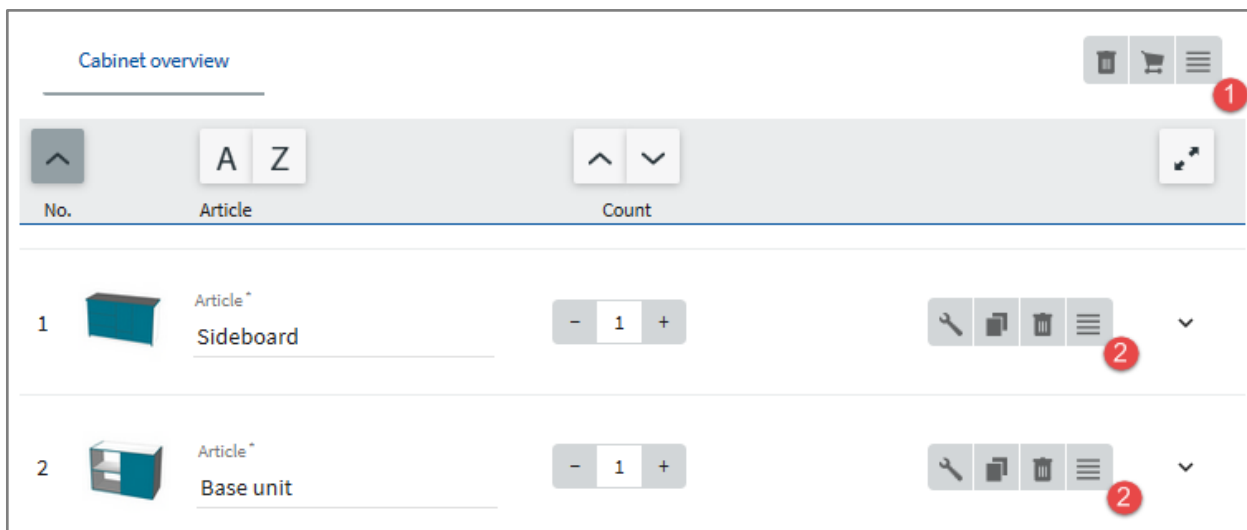 Cabinet overview
1
A Z
No. Article Count
Article*
1 Sideboard - 1 +
2
Article*
2 Base unit - 1 +
2